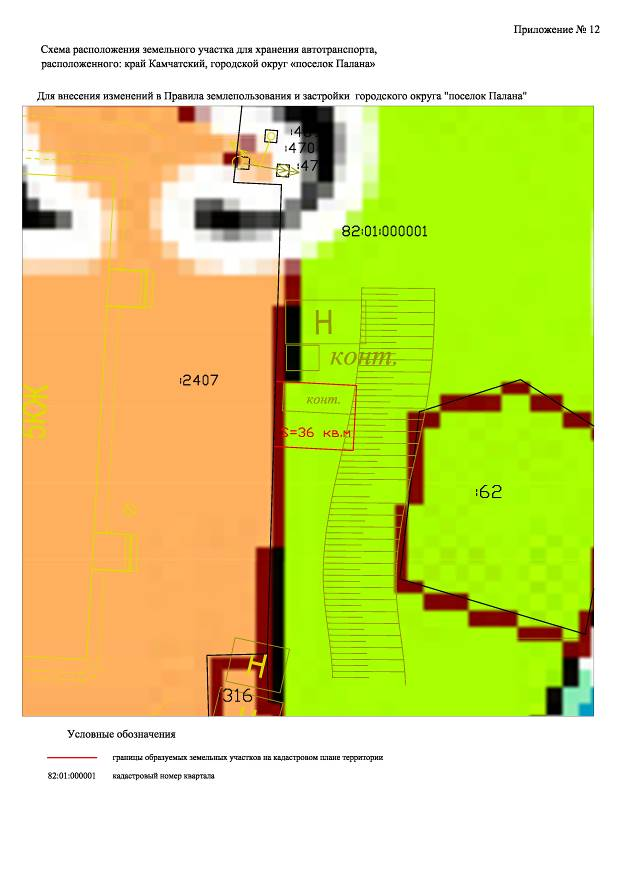 Приложение № 12
Схема расположения земельного участка для хранения автотранспорта,
расположенного: край Камчатский, городской округ «поселок Палана»
Для внесения изменений в Правила землепользования и застройки городского округа "поселок Палана"
:470
:47
82:01:000001
Н
конт.
:2407
конт.
S=36 кв.м
5КЖ
:62
Н
316
Условные обозначения
границы образуемых земельных участков на кадастровом плане территории
82:01:000001 кадастровый номер квартала